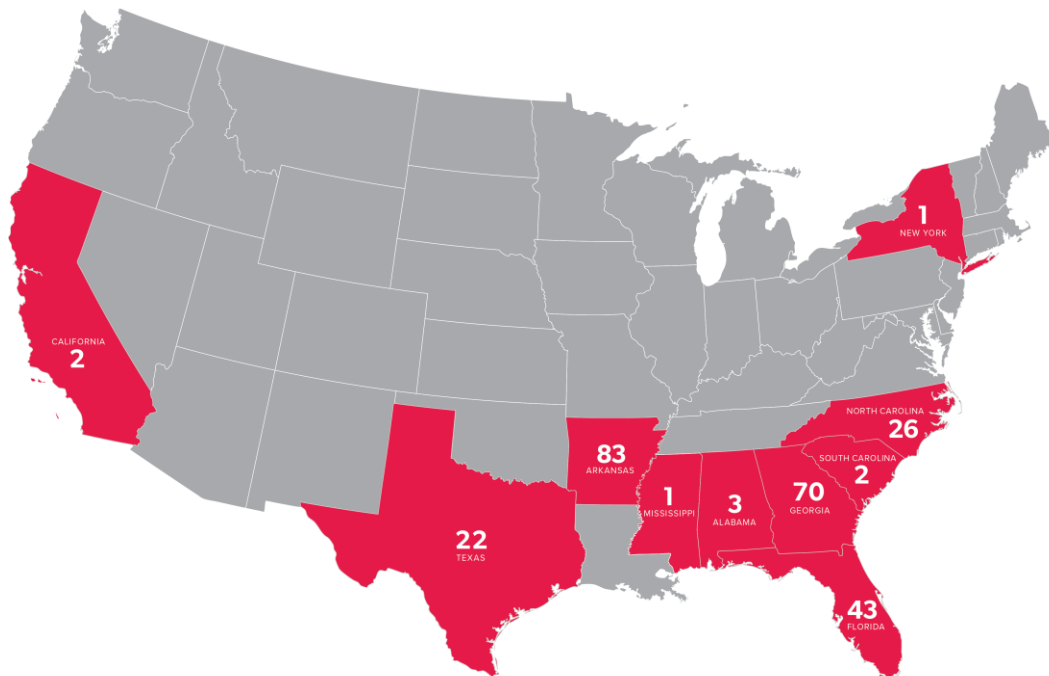 1
NEW YORK
CALIFORNIA
2
NORTH CAROLINA
26
83
ARKANSAS
SOUTH CAROLINA
2
1
MISSISSIPPI
3
ALABAMA
70
GEORGIA
22
TEXAS
43
FLORIDA